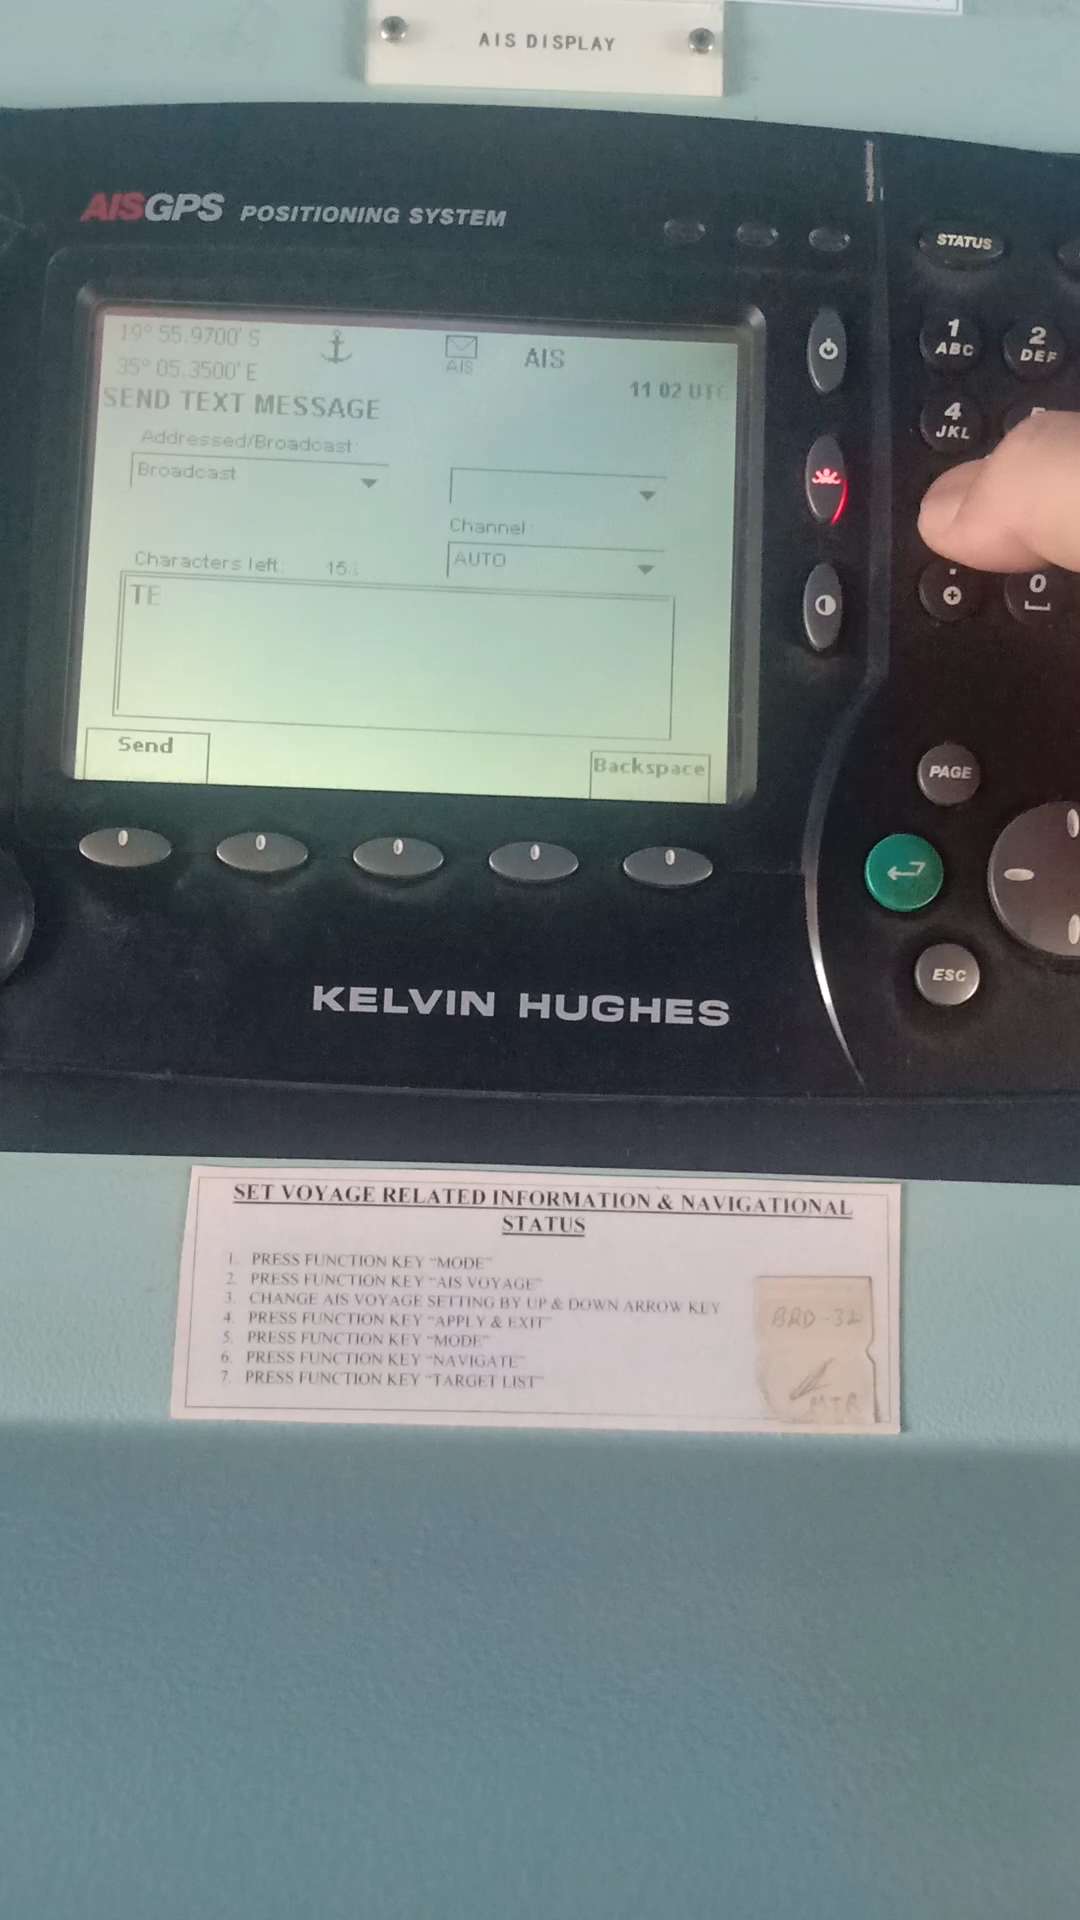 AIS DISPLAY
AISGPS POSITIONING SYSTEM
STATUS
1 ABC
2 DEF
4 JKL
0
19° 55.9700' S
35° 05.3500' E
AIS
AIS
11 02 UTC
SEND TEXT MESSAGE
Addressed/Broadcast:
Broadcast
Channel
AUTO
Characters left:
TE
Send
Backspace
PAGE
ESC
KELVIN HUGHES
SET VOYAGE RELATED INFORMATION & NAVIGATIONAL
STATUS
1. PRESS FUNCTION KEY "MODE"
2. PRESS FUNCTION KEY "AIS VOYAGE"
3. CHANGE AIS VOYAGE SETTING BY UP & DOWN ARROW KEY
4. PRESS FUNCTION KEY "APPLY & EXIT"
5. PRESS FUNCTION KEY "MODE"
6. PRESS FUNCTION KEY "NAVIGATE"
7. PRESS FUNCTION KEY "TARGET LIST"
BRD-32
MTR